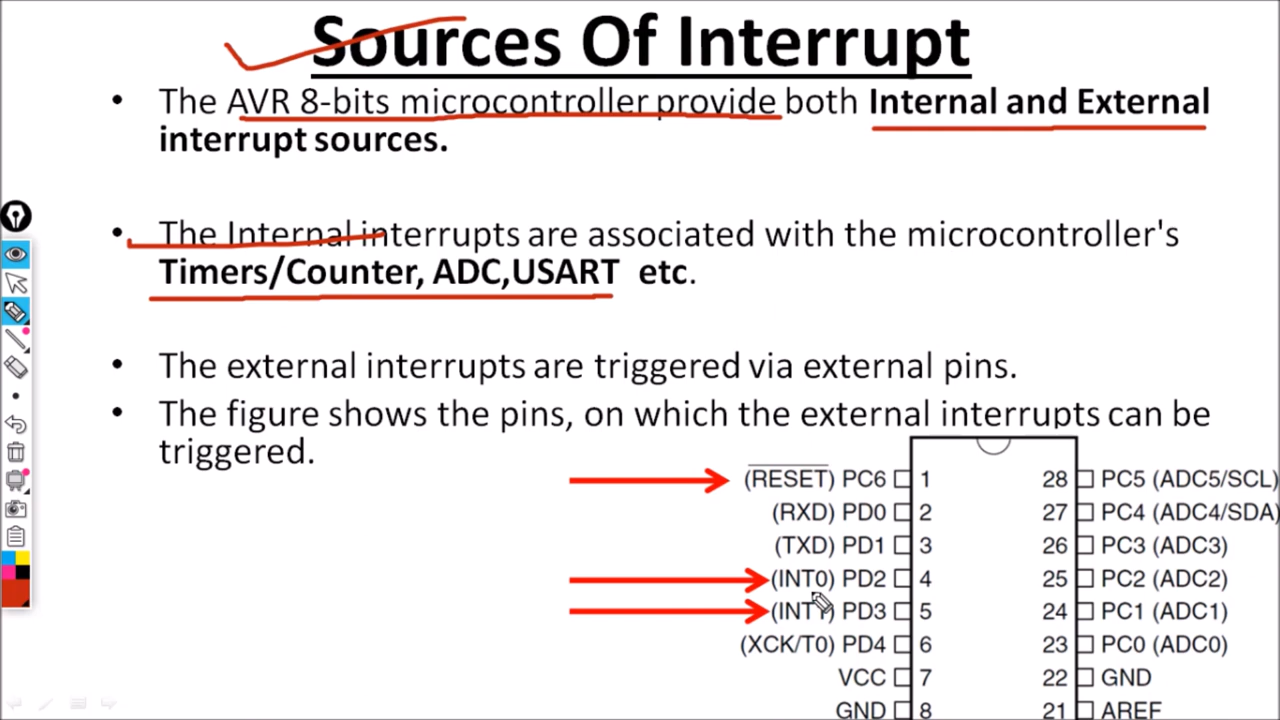 Sources Of Interrupt
• The AVR 8-bits microcontroller provide both Internal and External
interrupt sources.
• The Internal interrupts are associated with the microcontroller's
Timers/Counter, ADC,USART etc.
• The external interrupts are triggered via external pins.
• The figure shows the pins, on which the external interrupts can be
triggered.
(RESET) PC6 1 28 PC5 (ADC5/SCL)
(RXD) PD0 2 27 PC4 (ADC4/SDA)
(TXD) PD1 3 26 PC3 (ADC3)
(INT0) PD2 4 25 PC2 (ADC2)
(INT1) PD3 5 24 PC1 (ADC1)
(XCK/T0) PD4 6 23 PC0 (ADC0)
VCC 7 22 GND
GND 8 21 AREF